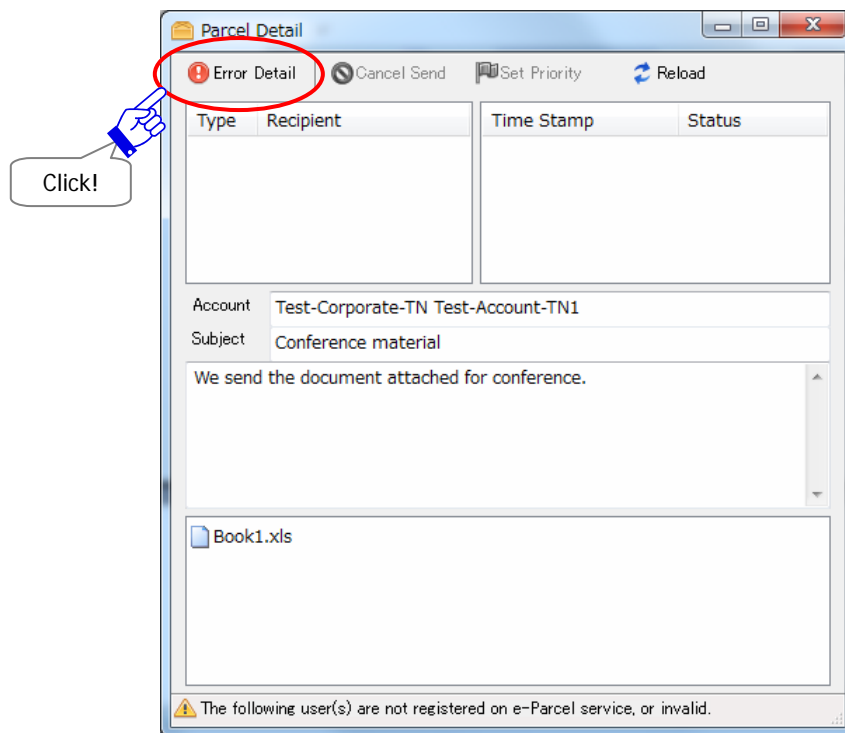 Parcel Detail
Error Detail Cancel Send Set Priority Reload
Type Recipient Time Stamp Status
Click!
Account Test-Corporate-TN Test-Account-TN1
Subject Conference material
We send the document attached for conference.
Book1.xls
The following user(s) are not registered on e-Parcel service, or invalid.